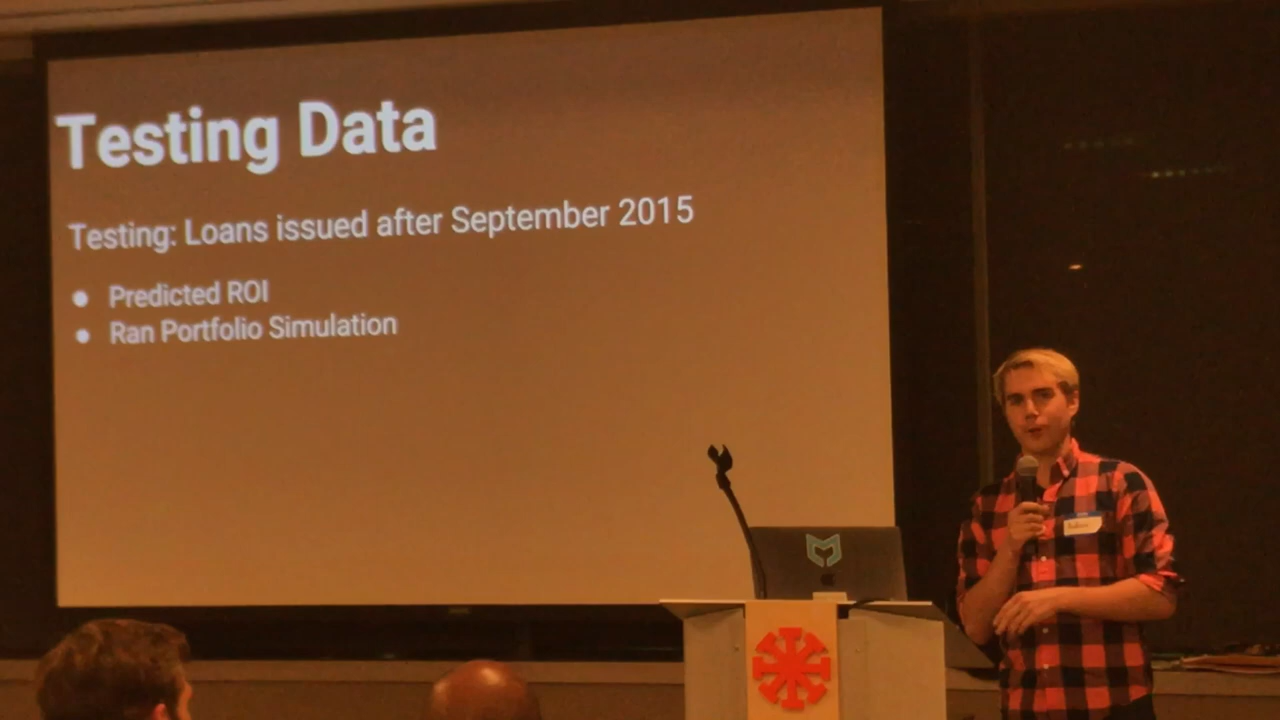 Testing Data
Testing: Loans issued after September 2015
● Predicted ROI
● Ran Portfolio Simulation